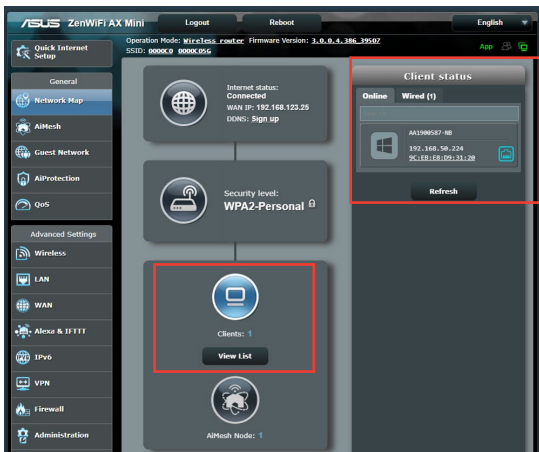 ASUS ZenWiFi AX Mini
Logout
Reboot
English
Quick Internet
Setup
Operation Mode: Wireless router Firmware Version: 3.0.0.4.386_39507
SSID: 0000C0 0000C05G
App
General
Network Map
AiMesh
Guest Network
AiProtection
QoS
Advanced Settings
Wireless
LAN
WAN
Alexa & IFTTT
IPv6
VPN
Firewall
Administration
Internet status:
Connected
WAN IP: 192.168.123.25
DDNS: Sign up
Security level:
WPA2-Personal
Clients: 1
View List
AiMesh Node: 1
Client status
Online Wired (1)
AA1900587-NB
192.168.50.224
9C:EB:E8:D9:31:20
Refresh